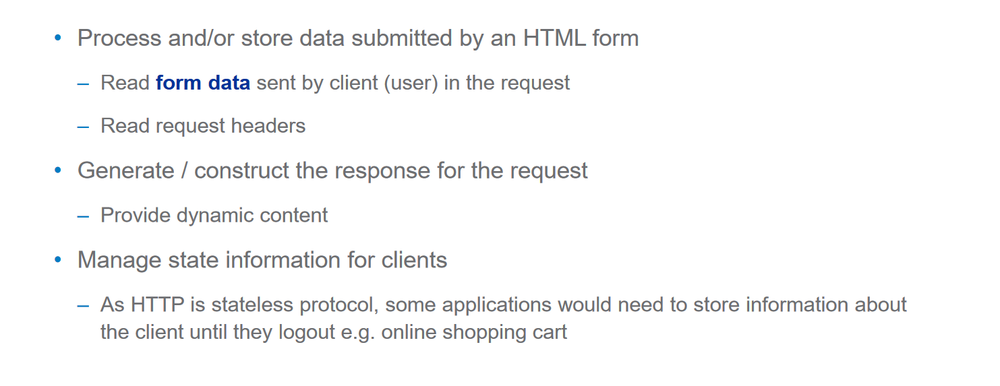 • Process and/or store data submitted by an HTML form
– Read form data sent by client (user) in the request
– Read request headers
• Generate / construct the response for the request
– Provide dynamic content
• Manage state information for clients
– As HTTP is stateless protocol, some applications would need to store information about
the client until they logout e.g. online shopping cart